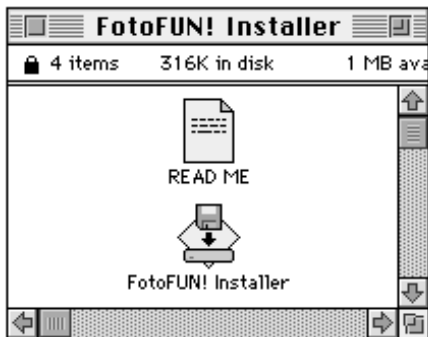 FotoFUN! Installer
4 items 316K in disk 1 MB ava
READ ME
FotoFUN! Installer